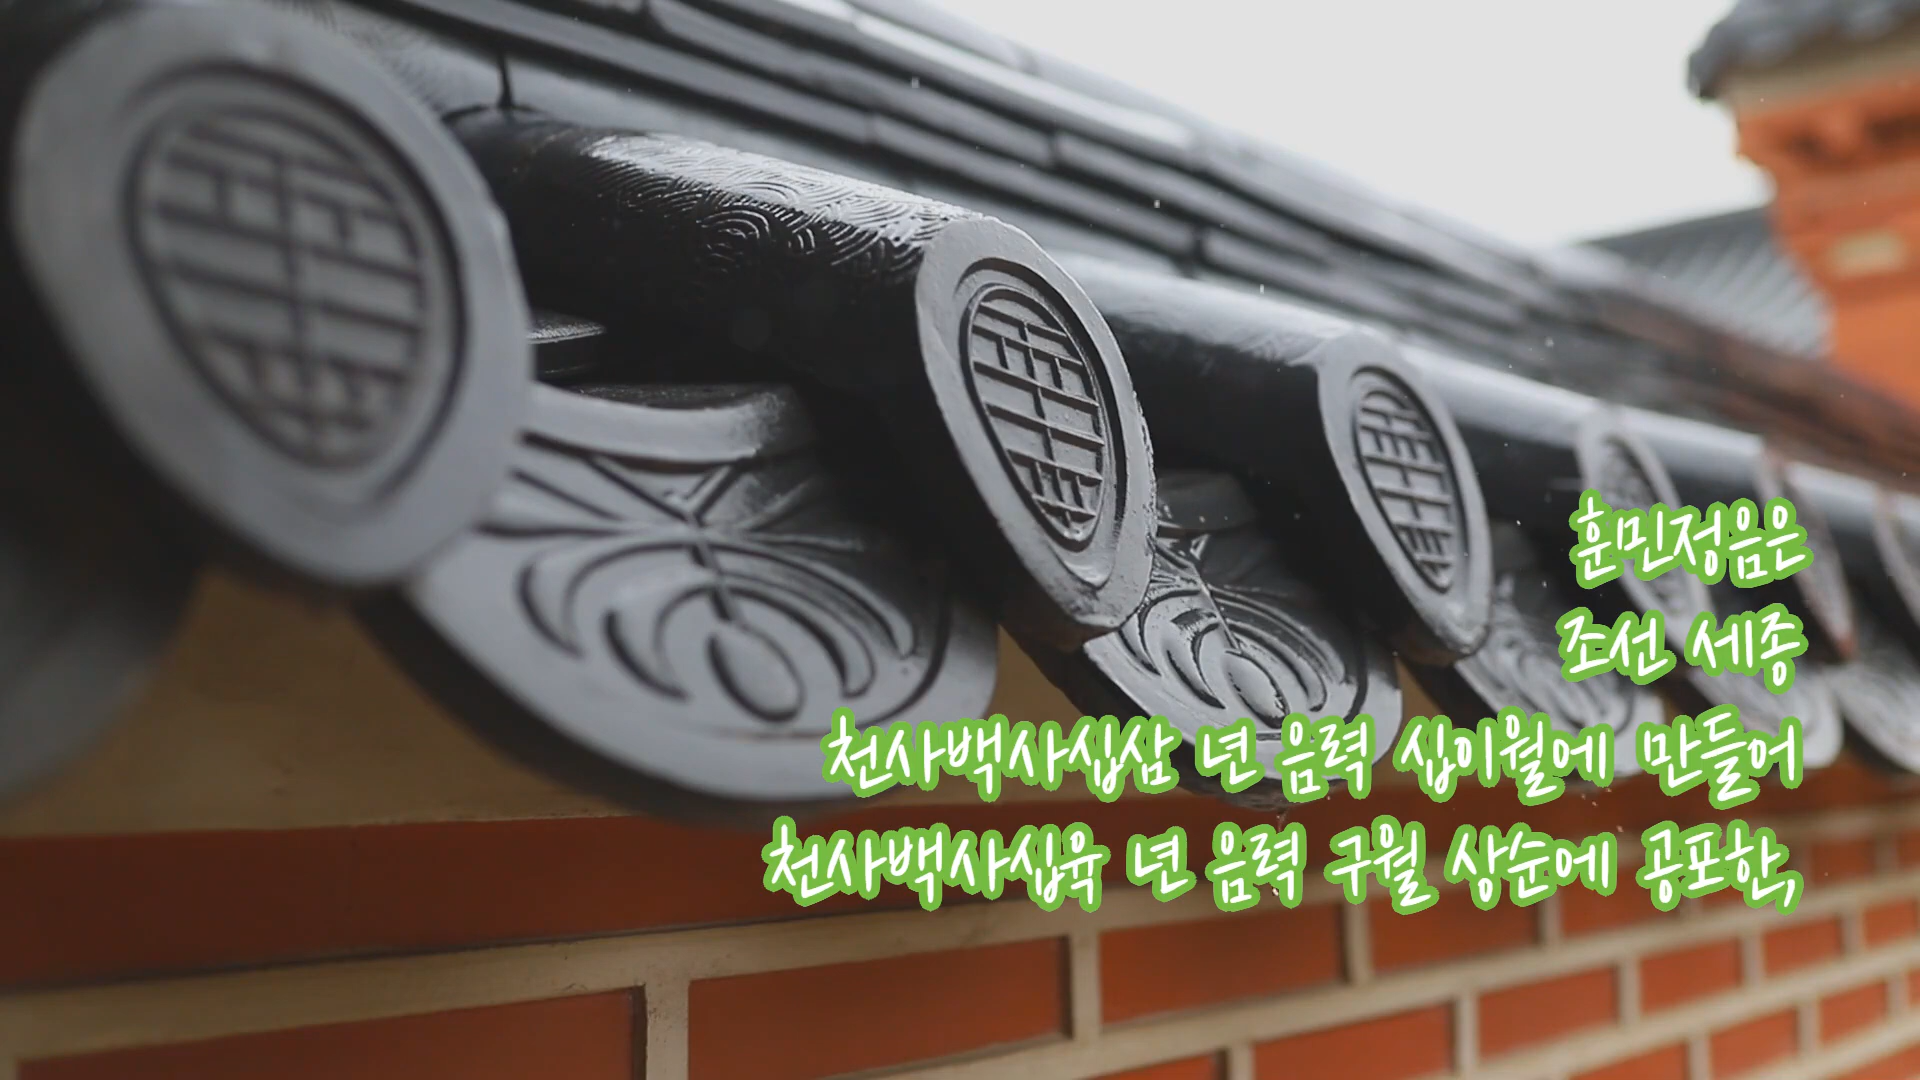 훈민정음은
조선 세종
천사백사십삼 년 음력 십이월에 만들어
천사백사십육 년 음력 구월 상순에 공포한,